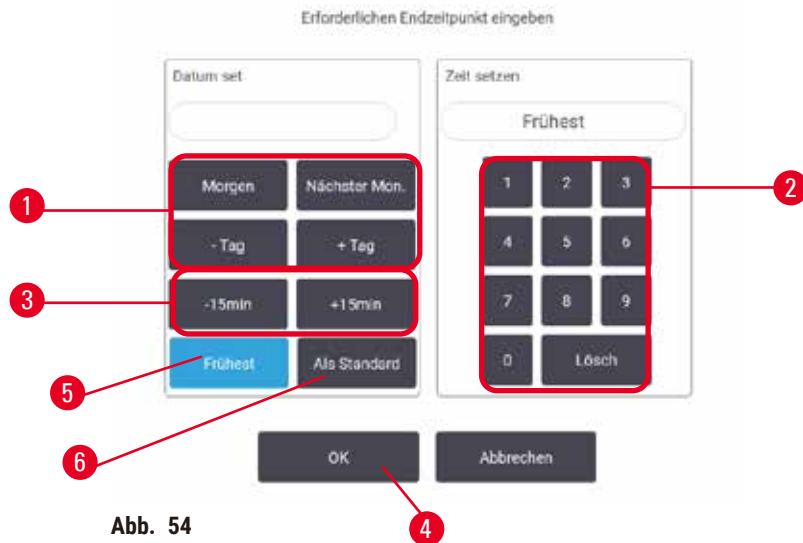 Erforderlichen Endzeitpunkt eingeben
Datum set
Zeit setzen
Frühest
Morgen
Nächster Mon.
- Tag
+ Tag
-15min
+15min
Frühest
Als Standard
1
2
3
4
5
6
7
8
9
0
Lösch
OK
Abbrechen
1
2
3
5
6
4
Abb. 54